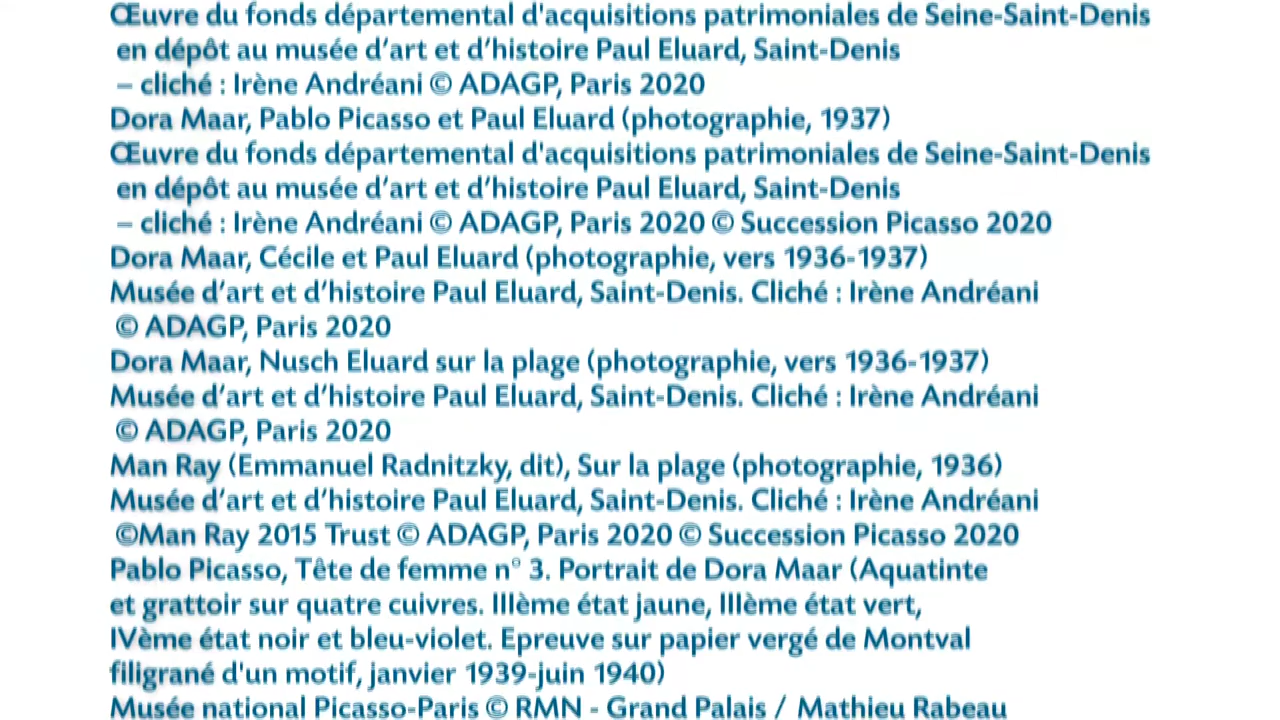 Œuvre du fonds départemental d'acquisitions patrimoniales de Seine-Saint-Denis
en dépôt au musée d’art et d’histoire Paul Eluard, Saint-Denis
– cliché : Irène Andréani © ADAGP, Paris 2020
Dora Maar, Pablo Picasso et Paul Eluard (photographie, 1937)
Œuvre du fonds départemental d'acquisitions patrimoniales de Seine-Saint-Denis
en dépôt au musée d’art et d’histoire Paul Eluard, Saint-Denis
– cliché : Irène Andréani © ADAGP, Paris 2020 © Succession Picasso 2020
Dora Maar, Cécile et Paul Eluard (photographie, vers 1936-1937)
Musée d’art et d’histoire Paul Eluard, Saint-Denis. Cliché : Irène Andréani
© ADAGP, Paris 2020
Dora Maar, Nusch Eluard sur la plage (photographie, vers 1936-1937)
Musée d’art et d’histoire Paul Eluard, Saint-Denis. Cliché : Irène Andréani
© ADAGP, Paris 2020
Man Ray (Emmanuel Radnitzky, dit), Sur la plage (photographie, 1936)
Musée d’art et d’histoire Paul Eluard, Saint-Denis. Cliché : Irène Andréani
©Man Ray 2015 Trust © ADAGP, Paris 2020 © Succession Picasso 2020
Pablo Picasso, Tête de femme n° 3. Portrait de Dora Maar (Aquatinte
et grattoir sur quatre cuivres. IIIème état jaune, IIIème état vert,
IVème état noir et bleu-violet. Epreuve sur papier vergé de Montval
filigrané d'un motif, janvier 1939-juin 1940)
Musée national Picasso-Paris © RMN - Grand Palais / Mathieu Rabeau